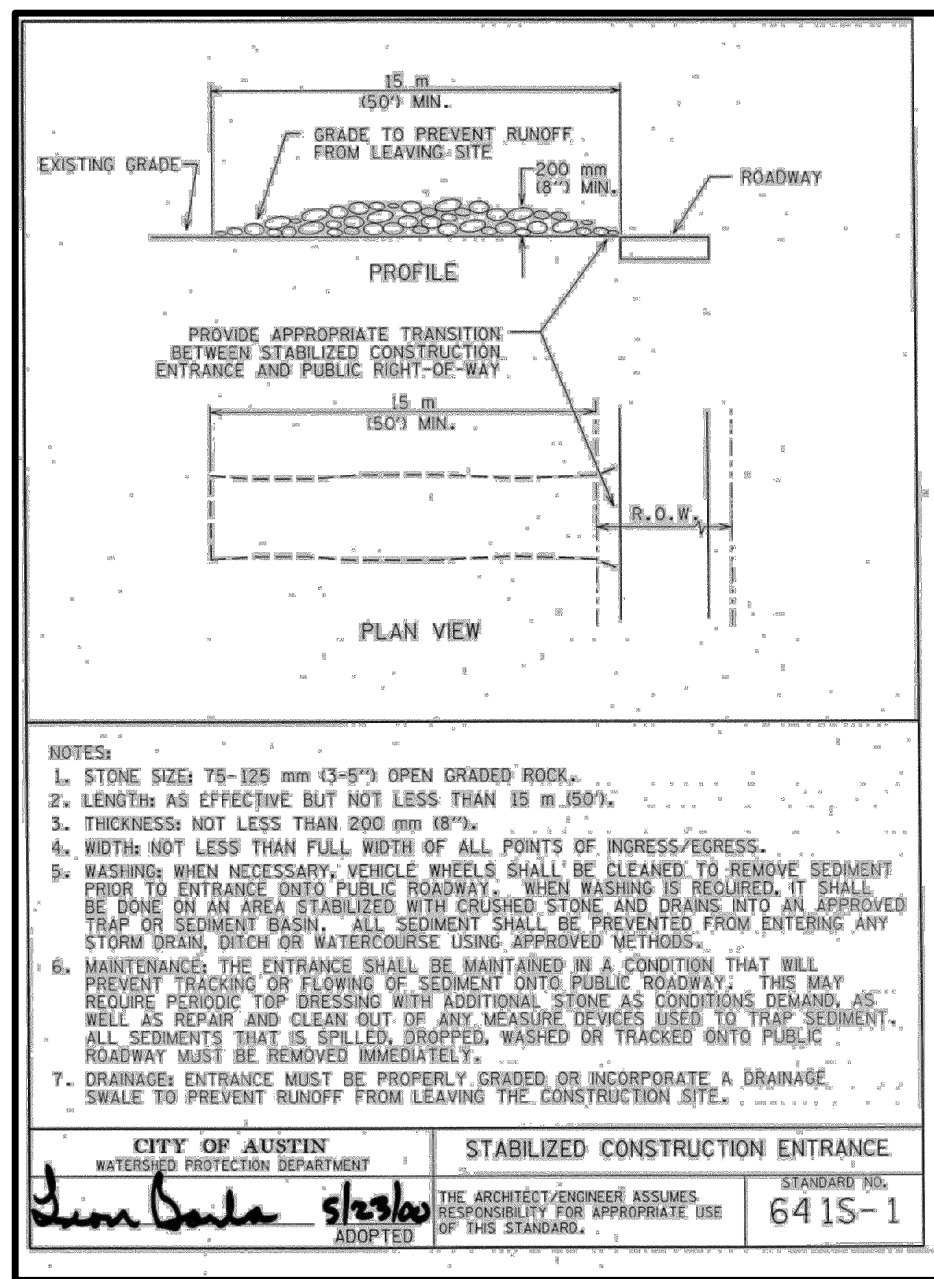 15 m
(50') MIN.
GRADE TO PREVENT RUNOFF
FROM LEAVING SITE
EXISTING GRADE
200 mm
(8") MIN.
ROADWAY
PROFILE
PROVIDE APPROPRIATE TRANSITION
BETWEEN STABILIZED CONSTRUCTION
ENTRANCE AND PUBLIC RIGHT-OF-WAY
15 m
(50') MIN.
R.O.W.
PLAN VIEW
NOTES:
1. STONE SIZE: 75-125 mm (3-5") OPEN GRADED ROCK.
2. LENGTH: AS EFFECTIVE BUT NOT LESS THAN 15 m (50').
3. THICKNESS: NOT LESS THAN 200 mm (8").
4. WIDTH: NOT LESS THAN FULL WIDTH OF ALL POINTS OF INGRESS/EGRESS.
5. WASHING: WHEN NECESSARY, VEHICLE WHEELS SHALL BE CLEANED TO REMOVE SEDIMENT
PRIOR TO ENTRANCE ONTO PUBLIC ROADWAY. WHEN WASHING IS REQUIRED, IT SHALL
BE DONE ON AN AREA STABILIZED WITH CRUSHED STONE AND DRAINS INTO AN APPROVED
TRAP OR SEDIMENT BASIN. ALL SEDIMENT SHALL BE PREVENTED FROM ENTERING ANY
STORM DRAIN, DITCH OR WATERCOURSE USING APPROVED METHODS.
6. MAINTENANCE: THE ENTRANCE SHALL BE MAINTAINED IN A CONDITION THAT WILL
PREVENT TRACKING OR FLOWING OF SEDIMENT ONTO PUBLIC ROADWAY. THIS MAY
REQUIRE PERIODIC TOP DRESSING WITH ADDITIONAL STONE AS CONDITIONS DEMAND, AS
WELL AS REPAIR AND CLEAN OUT OF ANY MEASURE DEVICES USED TO TRAP SEDIMENT.
ALL SEDIMENTS THAT IS SPILLED, DROPPED, WASHED OR TRACKED ONTO PUBLIC
ROADWAY MUST BE REMOVED IMMEDIATELY.
7. DRAINAGE: ENTRANCE MUST BE PROPERLY GRADED OR INCORPORATE A DRAINAGE
SWALE TO PREVENT RUNOFF FROM LEAVING THE CONSTRUCTION SITE.
CITY OF AUSTIN
WATERSHED PROTECTION DEPARTMENT
5/23/00
ADOPTED
STABILIZED CONSTRUCTION ENTRANCE
THE ARCHITECT/ENGINEER ASSUMES
RESPONSIBILITY FOR APPROPRIATE USE
OF THIS STANDARD.
STANDARD NO.
641S-1